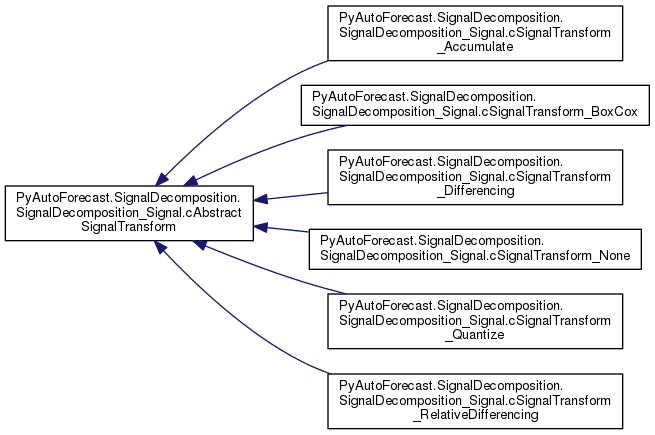 PyAutoForecast.SignalDecomposition.
SignalDecomposition_Signal.cSignalTransform
_Accumulate
PyAutoForecast.SignalDecomposition.
SignalDecomposition_Signal.cSignalTransform_BoxCox
PyAutoForecast.SignalDecomposition.
SignalDecomposition_Signal.cSignalTransform
_Differencing
PyAutoForecast.SignalDecomposition.
SignalDecomposition_Signal.cAbstract
SignalTransform
PyAutoForecast.SignalDecomposition.
SignalDecomposition_Signal.cSignalTransform_None
PyAutoForecast.SignalDecomposition.
SignalDecomposition_Signal.cSignalTransform
_Quantize
PyAutoForecast.SignalDecomposition.
SignalDecomposition_Signal.cSignalTransform
_RelativeDifferencing